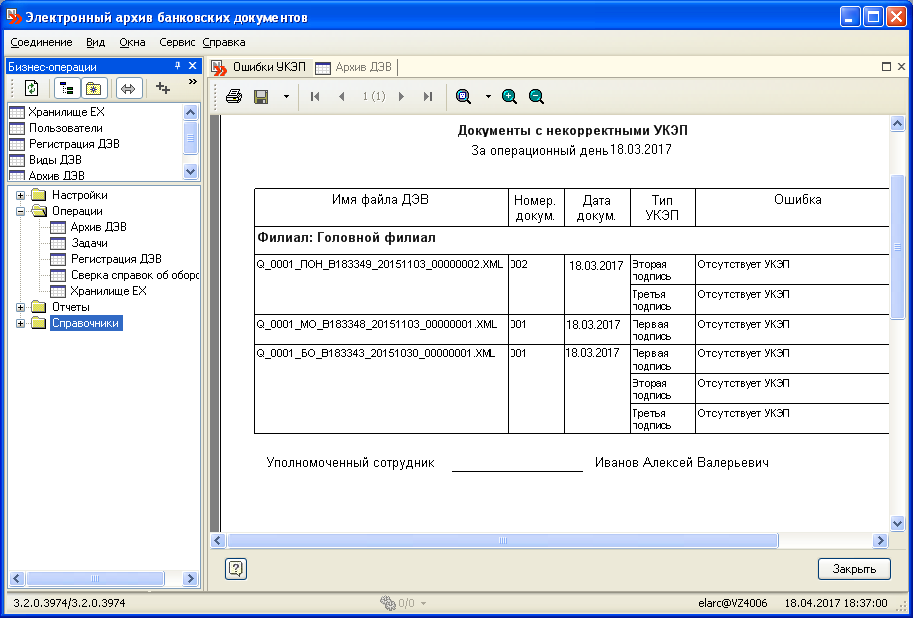 Электронный архив банковских документов
Соединение Вид Окна Сервис Справка
Бизнес-операции
»
Хранилище ЕХ
Пользователи
Регистрация ДЭВ
Виды ДЭВ
Архив ДЭВ
Настройки
Операции
Архив ДЭВ
Задачи
Регистрация ДЭВ
Сверка справок об оборо
Хранилище ЕХ
Отчеты
Справочники
Ошибки УКЭП Архив ДЭВ
1 (1)
Документы с некорректными УКЭП
За операционный день 18.03.2017
Имя файла ДЭВ Номер. докум. Дата докум. Тип УКЭП Ошибка
Филиал: Головной филиал
Q_0001_ПОН_В183349_20151103_00000002.XML 002 18.03.2017 Вторая подпись Отсутствует УКЭП
Третья подпись Отсутствует УКЭП
Q_0001_МО_В183348_20151103_00000001.XML 001 18.03.2017 Первая подпись Отсутствует УКЭП
Q_0001_БО_В183343_20151030_00000001.XML 001 18.03.2017 Первая подпись Отсутствует УКЭП
Вторая подпись Отсутствует УКЭП
Третья подпись Отсутствует УКЭП
Уполномоченный сотрудник Иванов Алексей Валерьевич
Закрыть
3.2.0.3974/3.2.0.3974 0/0 elarc@VZ4006 18.04.2017 18:37:00